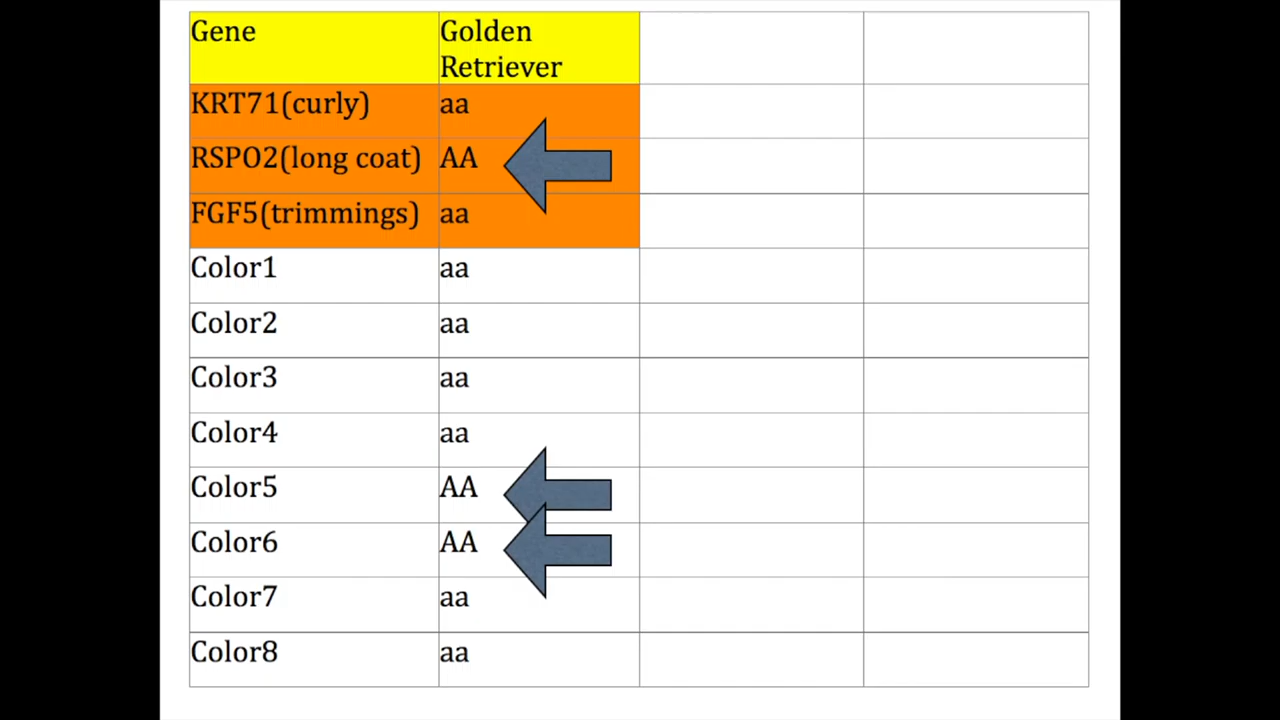 Gene Golden
Retriever
KRT71(curly) aa
RSPO2(long coat) AA
FGF5(trimmings) aa
Color1 aa
Color2 aa
Color3 aa
Color4 aa
Color5 AA
Color6 AA
Color7 aa
Color8 aa